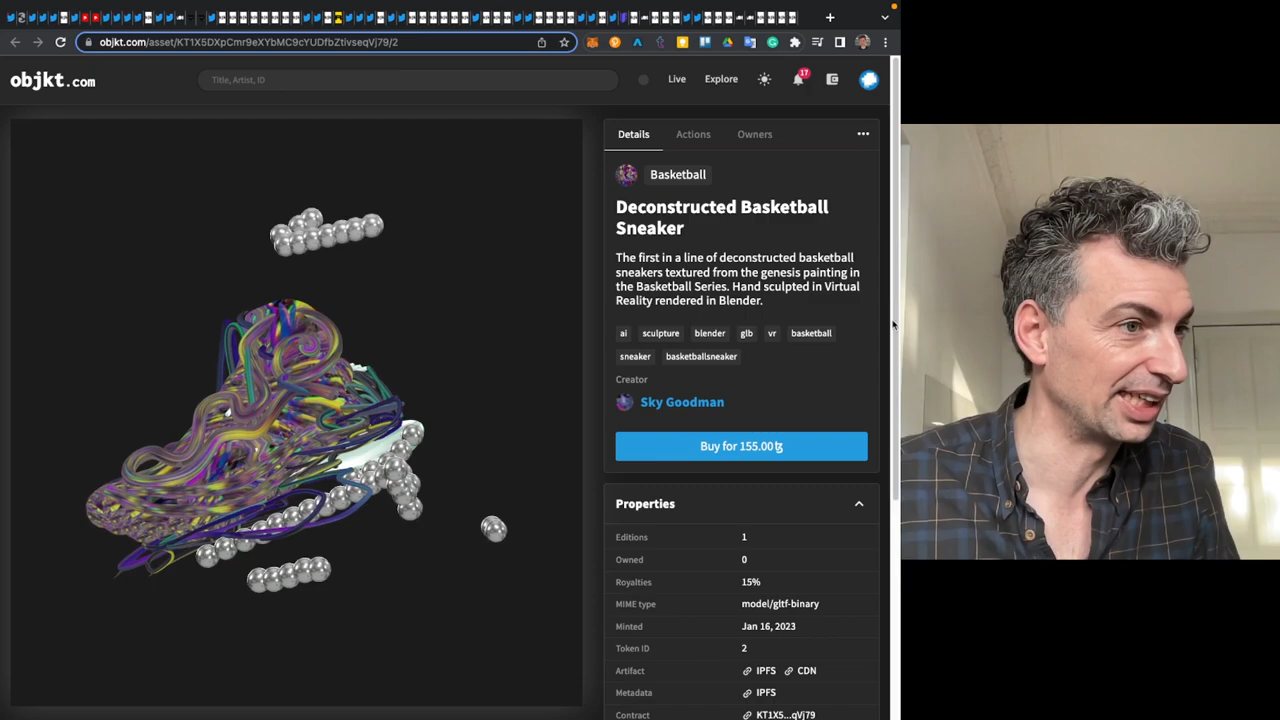 objkt.com/asset/KT1X5DXpCmr9eXYbMC9cYUDfbZtivseqVj79/2
objkt.com
Title, Artist, ID
Live
Explore
17
Details
Actions
Owners
Basketball
Deconstructed Basketball
Sneaker
The first in a line of deconstructed basketball
sneakers textured from the genesis painting in
the Basketball Series. Hand sculpted in Virtual
Reality rendered in Blender.
ai
sculpture
blender
glb
vr
basketball
sneaker
basketballsneaker
Creator
Sky Goodman
Buy for 155.00ꜩ
Properties
Editions 1
Owned 0
Royalties 15%
MIME type model/gltf-binary
Minted Jan 16, 2023
Token ID 2
Artifact IPFS CDN
Metadata IPFS
Contract KT1X5...qVj79